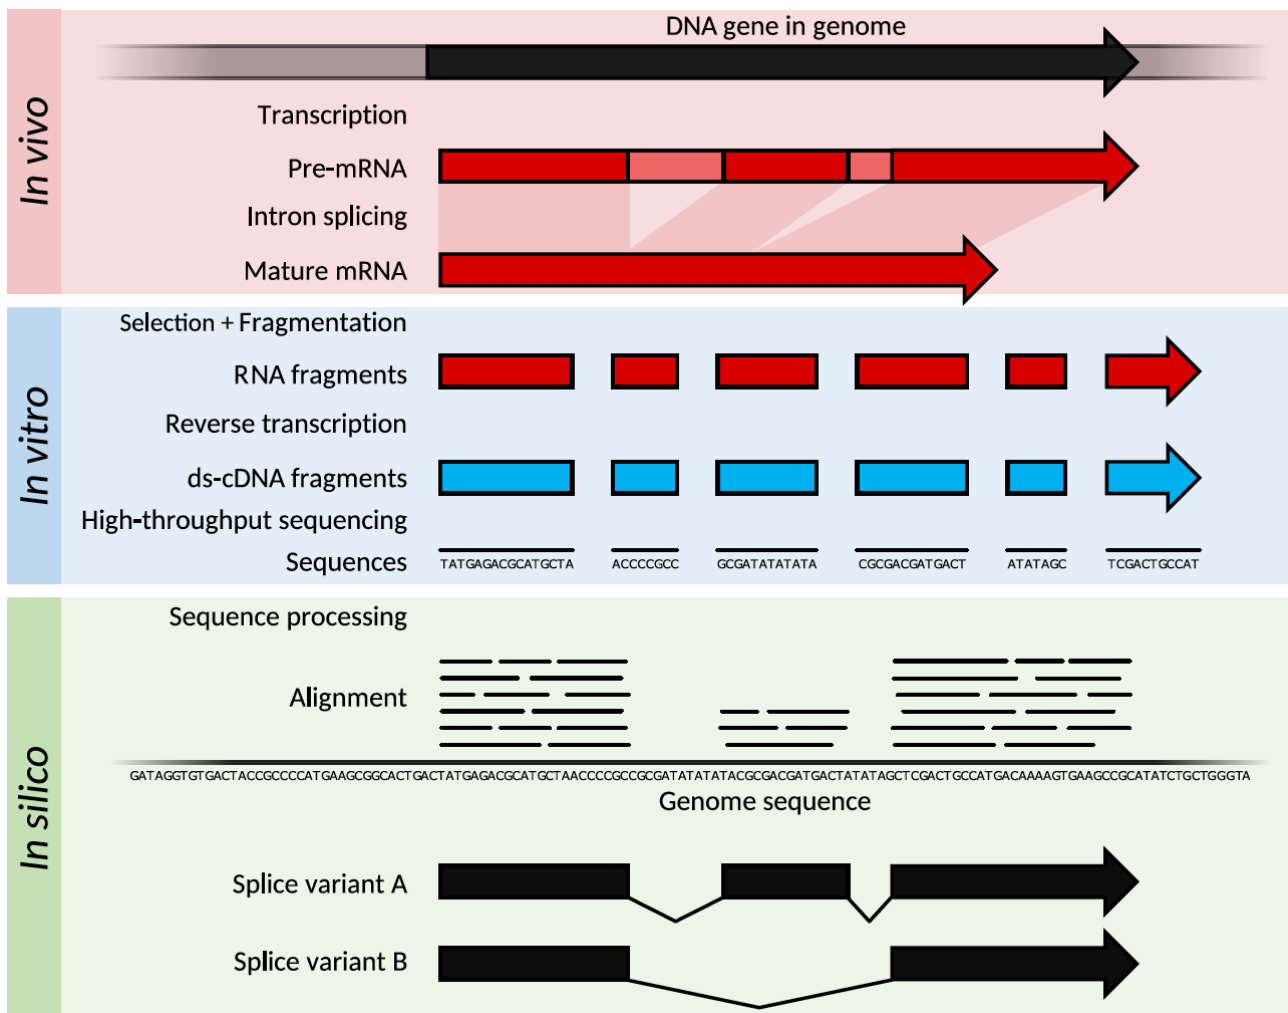 In vivo
DNA gene in genome
Transcription
Pre-mRNA
Intron splicing
Mature mRNA
In vitro
Selection + Fragmentation
RNA fragments
Reverse transcription
ds-cDNA fragments
High-throughput sequencing
Sequences TATGAGACGCATGCTA ACCCCGCC GCGATATATATA CGCGACGATGACT ATATAGC TCGACTGCCAT
In silico
Sequence processing
Alignment
GATAGGTGTGACTACCGCCCCATGAAGCGGCACTGACTATGAGACGCATGCTAACCCCGCCGCGATATATATACGCGACGATGACTATATAGCTCGACTGCCATGACAAAAGTGAAGCCGCATATCTGCTGGGTA
Genome sequence
Splice variant A
Splice variant B